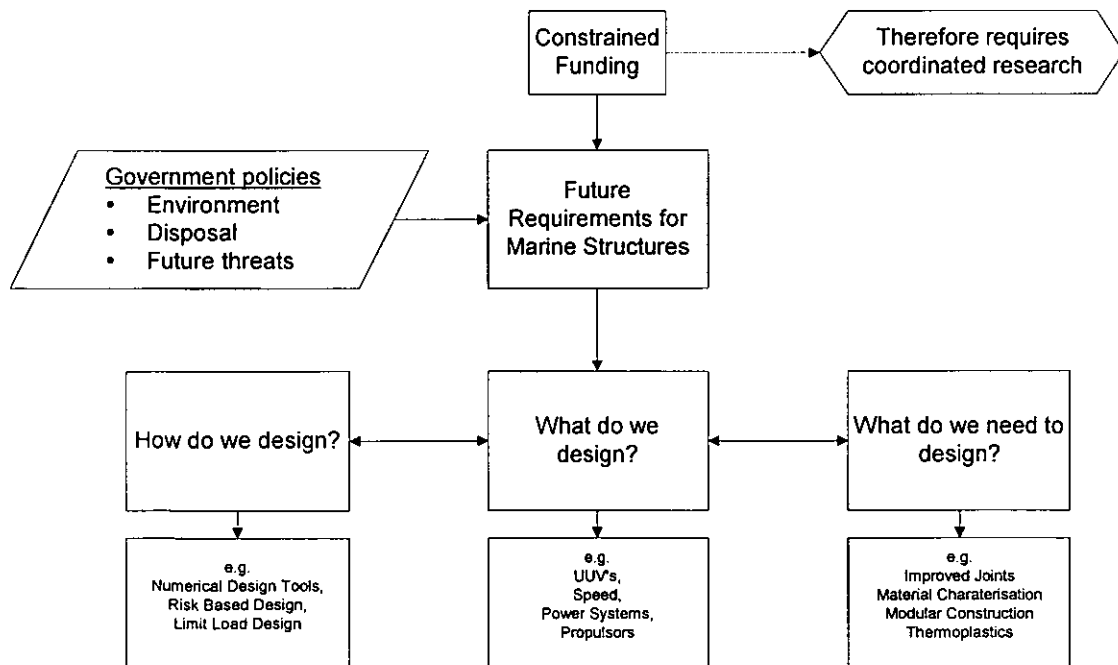 Constrained
Funding
Therefore requires
coordinated research
Government policies
• Environment
• Disposal
• Future threats
Future
Requirements for
Marine Structures
How do we design?
What do we
design?
What do we need to
design?
e.g.
Numerical Design Tools,
Risk Based Design,
Limit Load Design
e.g.
UUV's,
Speed,
Power Systems,
Propulsors
e.g.
Improved Joints
Material Charaterisation
Modular Construction
Thermoplastics